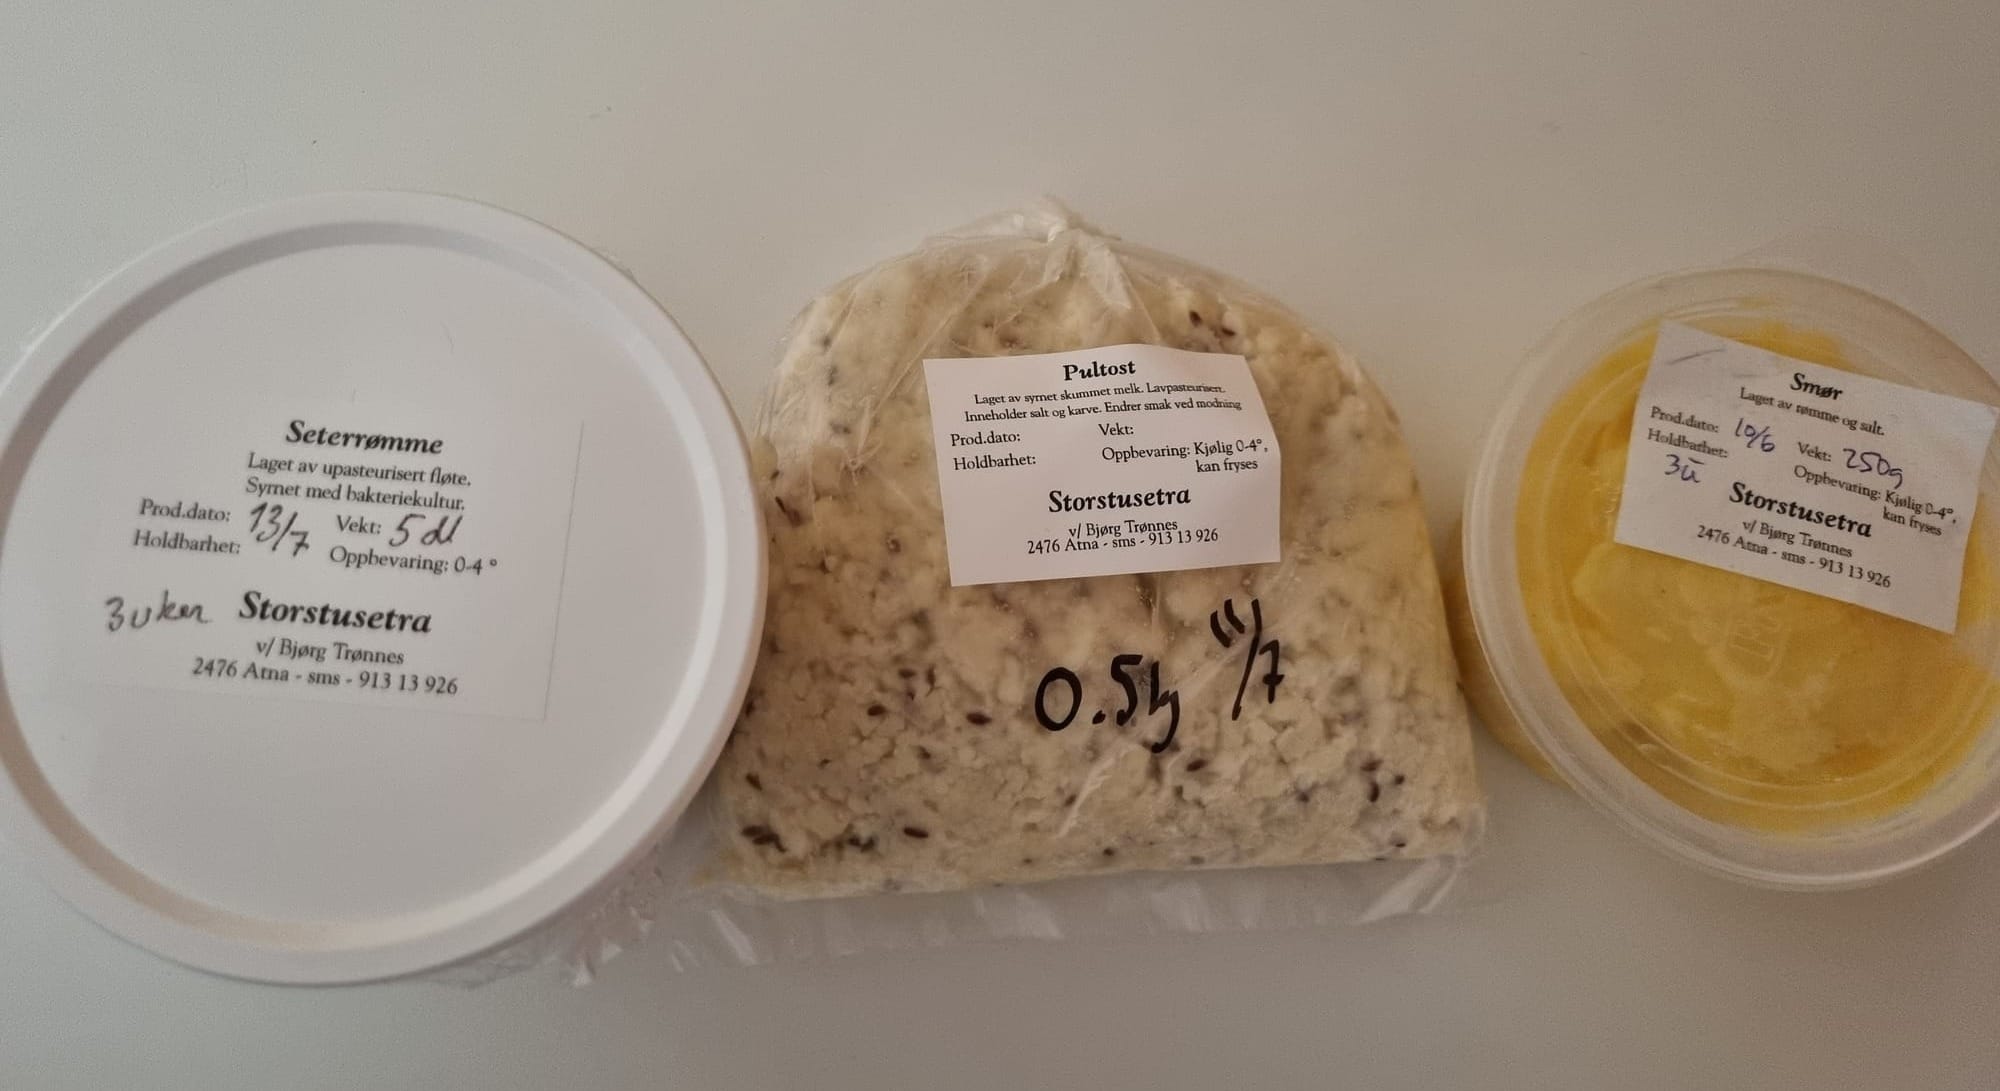 Seterrømme
Laget av upasteurisert fløte.
Syrnet med bakteriekultur.
Prod.dato: 13/7 Vekt: 5 dl
Holdbarhet: Oppbevaring: 0-4 °
3 uker Storstusetra
v/ Bjørg Trønnes
2476 Atna - sms - 913 13 926
Pultost
Laget av syrnet skummet melk. Lavpasteurisert.
Inneholder salt og karve. Endrer smak ved modning
Prod.dato: Vekt:
Holdbarhet: Oppbevaring: Kjølig 0-4°,
kan fryses
Storstusetra
v/ Bjørg Trønnes
2476 Atna - sms - 913 13 926
0.5kg 11/7
Smør
Laget av rømme og salt.
Prod.dato: 10/6 Vekt: 250g
Holdbarhet: Oppbevaring: Kjølig 0-4°,
3u kan fryses
Storstusetra
v/ Bjørg Trønnes
2476 Atna - sms - 913 13 926